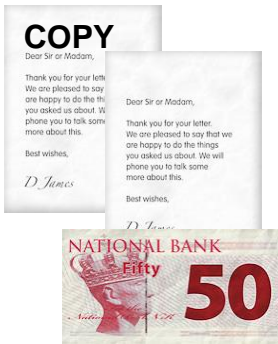 COPY
Dear Sir or Madam,
Thank you for your
We are pleased to say
are happy to do the
you asked us about. W
phone you to talk som
more about this.
Best wishes,
D James
Dear Sir or Madam,
Thank you for your letter.
We are pleased to say that we
are happy to do the things
you asked us about. We will
phone you to talk some
more about this.
Best wishes,
D James
NATIONAL BANK
Fifty
50